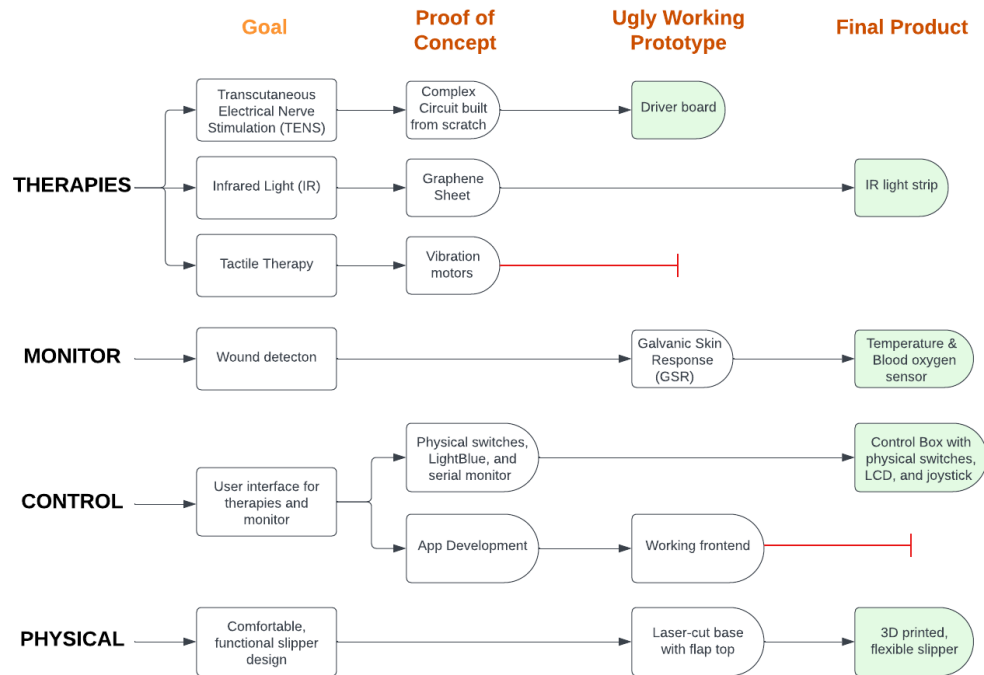 Goal
Proof of
Concept
Ugly Working
Prototype
Final Product
THERAPIES
Transcutaneous
Electrical Nerve
Stimulation (TENS)
Complex
Circuit built
from scratch
Driver board
Infrared Light (IR)
Graphene
Sheet
IR light strip
Tactile Therapy
Vibration
motors
MONITOR
Wound detecton
Galvanic Skin
Response
(GSR)
Temperature &
Blood oxygen
sensor
CONTROL
User interface for
therapies and
monitor
Physical switches,
LightBlue, and
serial monitor
Control Box with
physical switches,
LCD, and joystick
App Development
Working frontend
PHYSICAL
Comfortable,
functional slipper
design
Laser-cut base
with flap top
3D printed,
flexible slipper